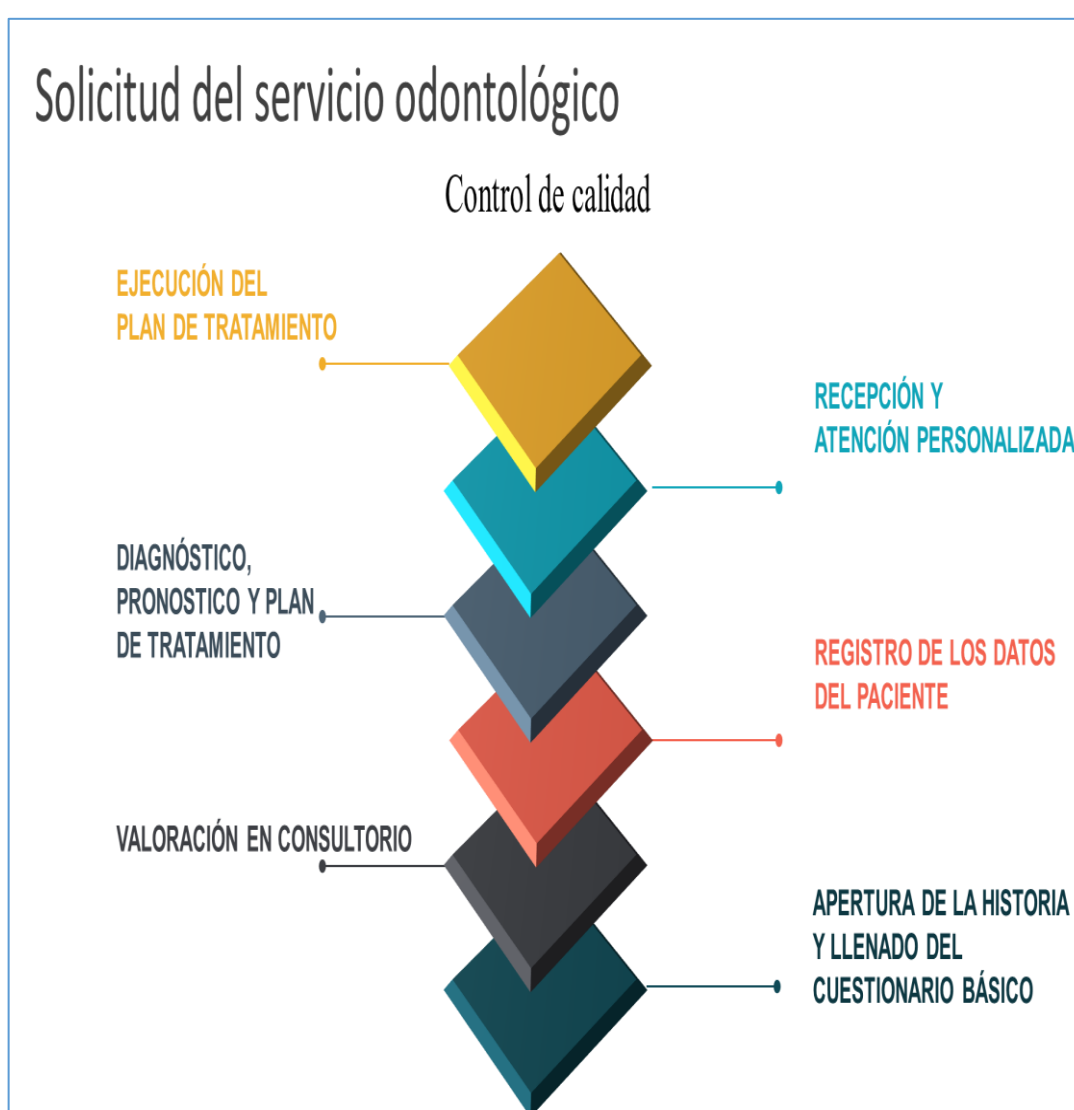 Solicitud del servicio odontológico
Control de calidad
EJECUCIÓN DEL
PLAN DE TRATAMIENTO
RECEPCIÓN Y
ATENCIÓN PERSONALIZADA
DIAGNÓSTICO,
PRONOSTICO Y PLAN
DE TRATAMIENTO
REGISTRO DE LOS DATOS
DEL PACIENTE
VALORACIÓN EN CONSULTORIO
APERTURA DE LA HISTORIA
Y LLENADO DEL
CUESTIONARIO BÁSICO